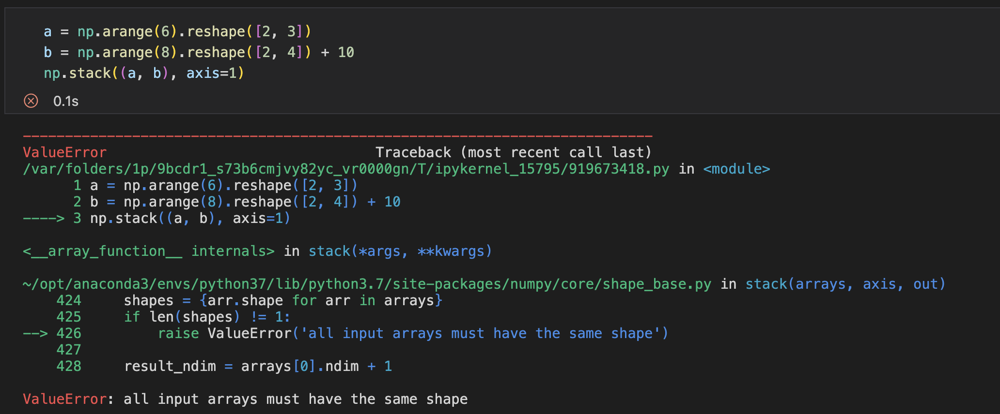 a = np.arange(6).reshape([2, 3])
b = np.arange(8).reshape([2, 4]) + 10
np.stack((a, b), axis=1)
0.1s
---------------------------------------------------------------------------
ValueError                                Traceback (most recent call last)
/var/folders/1p/9bcdr1_s73b6cmjvy82yc_vr0000gn/T/ipykernel_15795/919673418.py in <module>
      1 a = np.arange(6).reshape([2, 3])
      2 b = np.arange(8).reshape([2, 4]) + 10
----> 3 np.stack((a, b), axis=1)
<__array_function__ internals> in stack(*args, **kwargs)
~/opt/anaconda3/envs/python37/lib/python3.7/site-packages/numpy/core/shape_base.py in stack(arrays, axis, out)
    424     shapes = {arr.shape for arr in arrays}
    425     if len(shapes) != 1:
--> 426         raise ValueError('all input arrays must have the same shape')
    427
    428     result_ndim = arrays[0].ndim + 1
ValueError: all input arrays must have the same shape